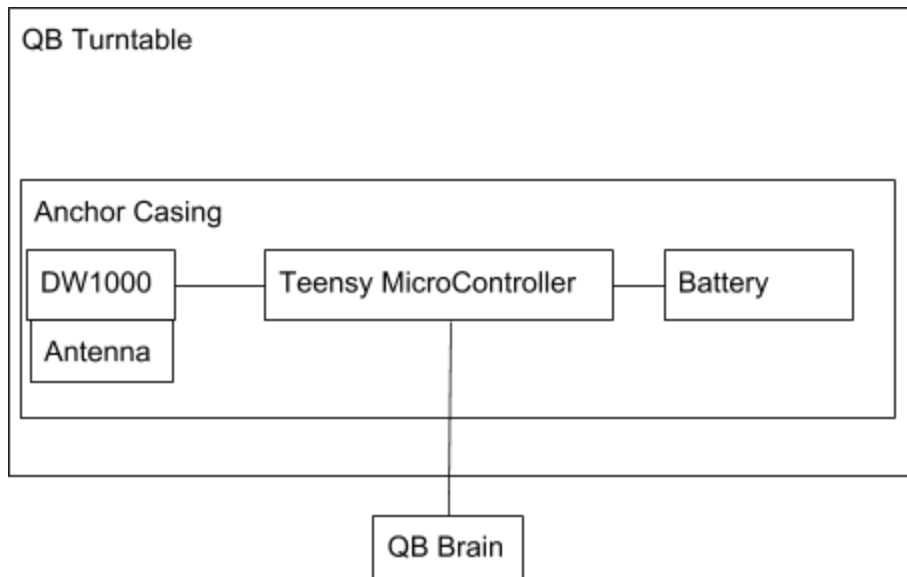 QB Turntable
Anchor Casing
DW1000
Teensy MicroController
Battery
Antenna
QB Brain